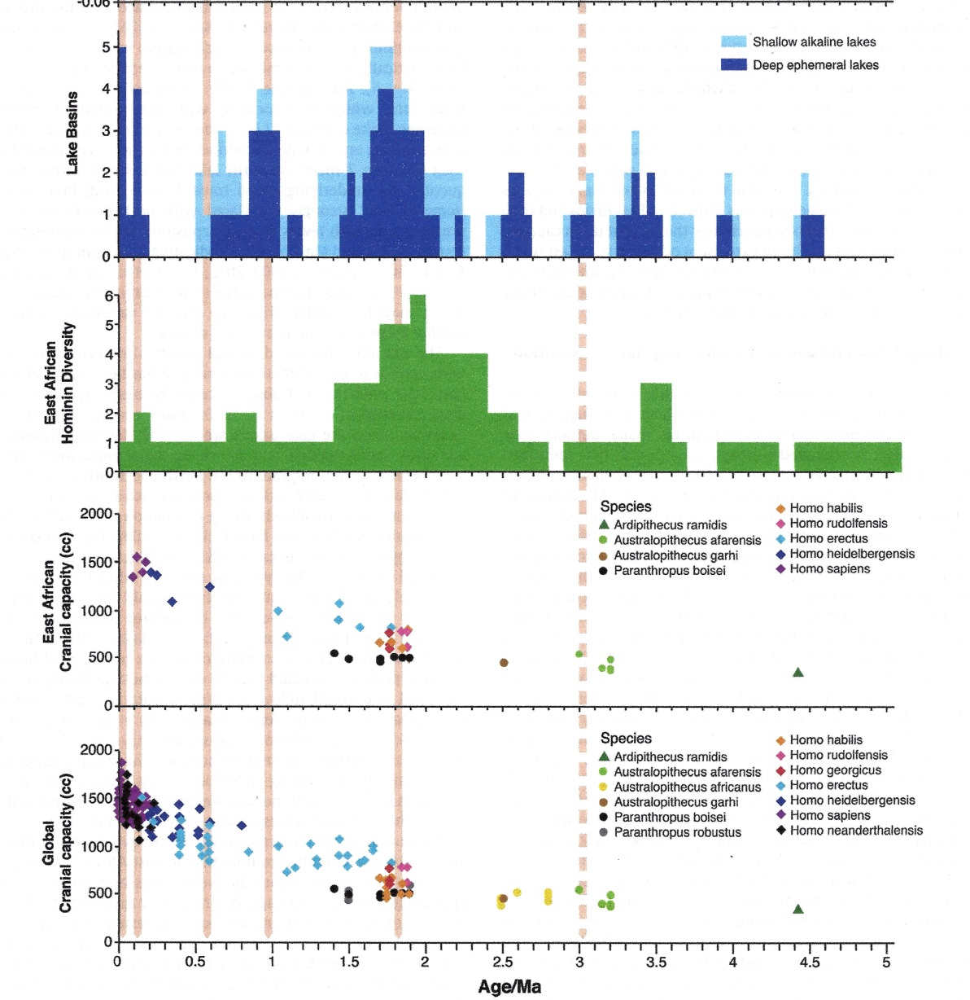 -0.06
Lake Basins
5
4
3
2
1
0
Shallow alkaline lakes
Deep ephemeral lakes
East African
Hominin Diversity
6
5
4
3
2
1
0
East African
Cranial capacity (cc)
2000
1500
1000
500
0
Species
Ardipithecus ramidis
Australopithecus afarensis
Australopithecus garhi
Paranthropus boisei
Homo habilis
Homo rudolfensis
Homo erectus
Homo heidelbergensis
Homo sapiens
Global
Cranial capacity (cc)
2000
1500
1000
500
0
Species
Ardipithecus ramidis
Australopithecus afarensis
Australopithecus africanus
Australopithecus garhi
Paranthropus boisei
Paranthropus robustus
Homo habilis
Homo rudolfensis
Homo georgicus
Homo erectus
Homo heidelbergensis
Homo sapiens
Homo neanderthalensis
0 0.5 1 1.5 2 2.5 3 3.5 4 4.5 5
Age/Ma